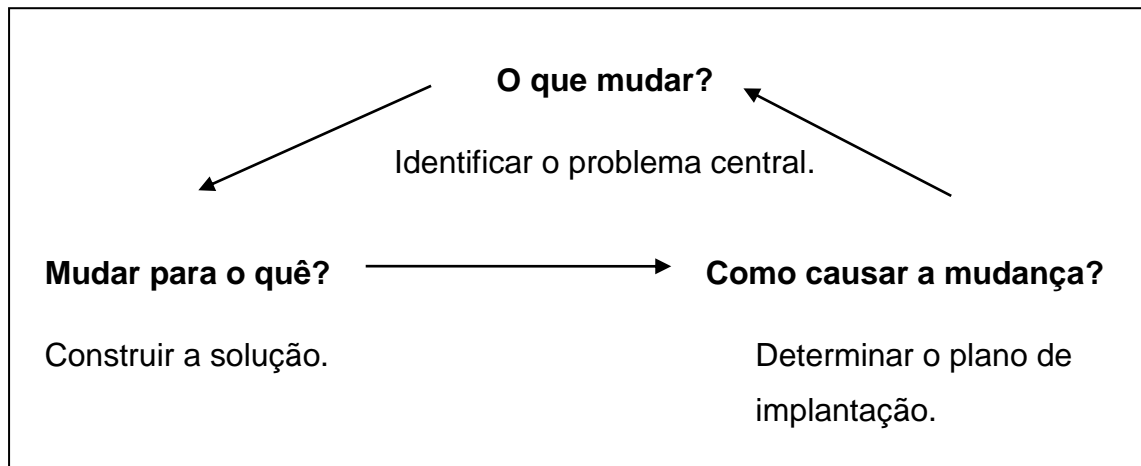 O que mudar?
Identificar o problema central.
Mudar para o quê?
Como causar a mudança?
Construir a solução.
Determinar o plano de
implantação.